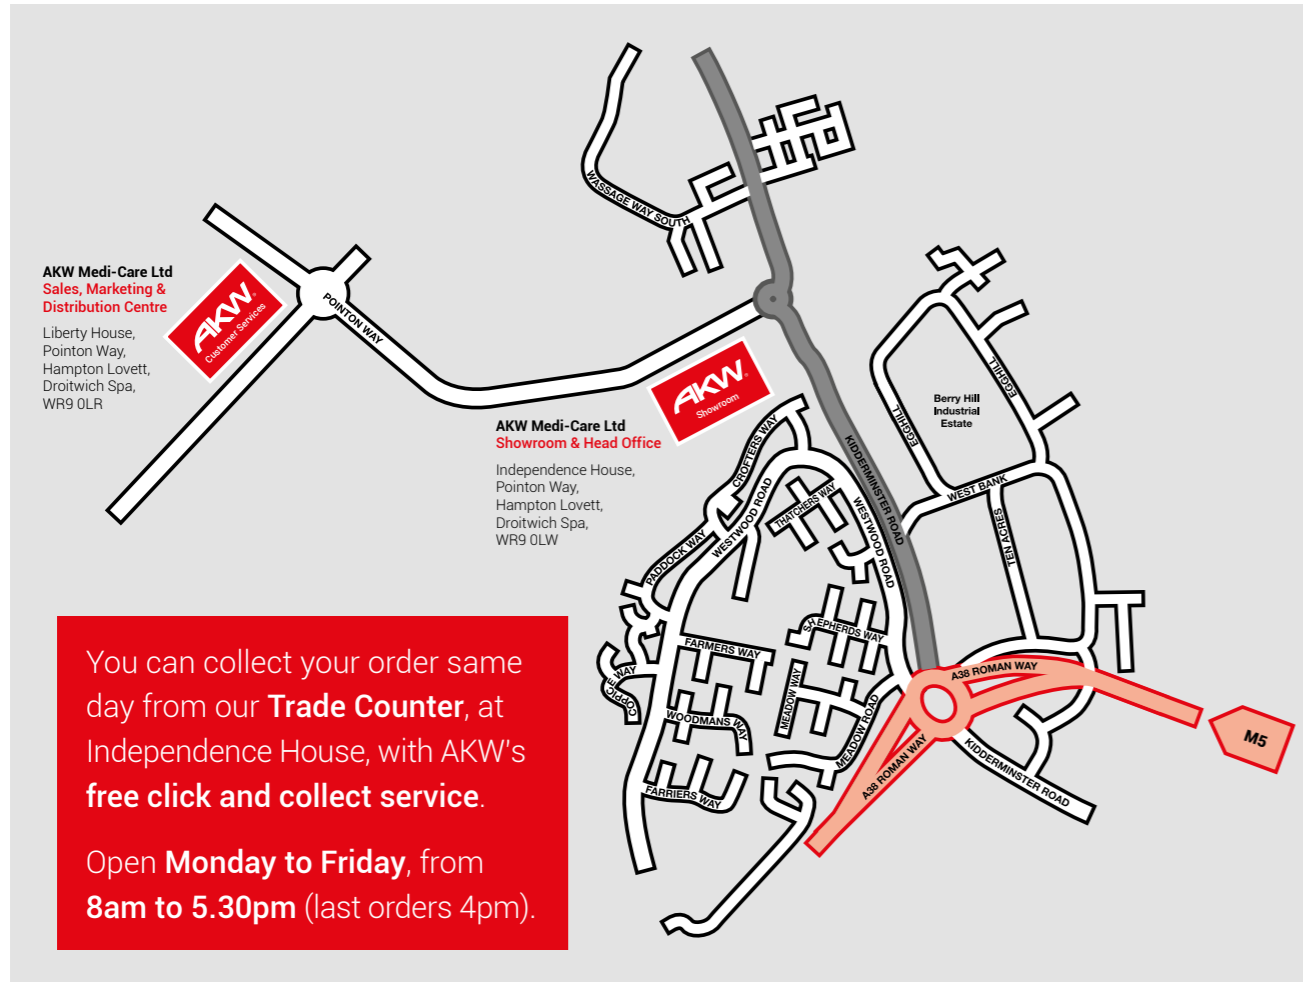 AKW Medi-Care Ltd
Sales, Marketing &
Distribution Centre
Liberty House,
Pointon Way,
Hampton Lovett,
Droitwich Spa,
WR9 0LR
AKW®
Customer Services
POINTON WAY
WASSAGE WAY SOUTH
AKW Medi-Care Ltd
Showroom & Head Office
Independence House,
Pointon Way,
Hampton Lovett,
Droitwich Spa,
WR9 0LW
AKW®
Showroom
EGGHILL
EGGHILL
Berry Hill
Industrial
Estate
KIDDERMINSTER ROAD
WEST BANK
TEN ACRES
CROFTERS WAY
WESTWOOD ROAD
THATCHERS WAY
WESTWOOD ROAD
PADDOCK WAY
SHEPHERDS WAY
FARMERS WAY
COPPICE WAY
MEADOW WAY
WOODMANS WAY
MEADOW ROAD
FARRIERS WAY
A38 ROMAN WAY
A38 ROMAN WAY
KIDDERMINSTER ROAD
M5
You can collect your order same
day from our Trade Counter, at
Independence House, with AKW's
free click and collect service.
Open Monday to Friday, from
8am to 5.30pm (last orders 4pm).